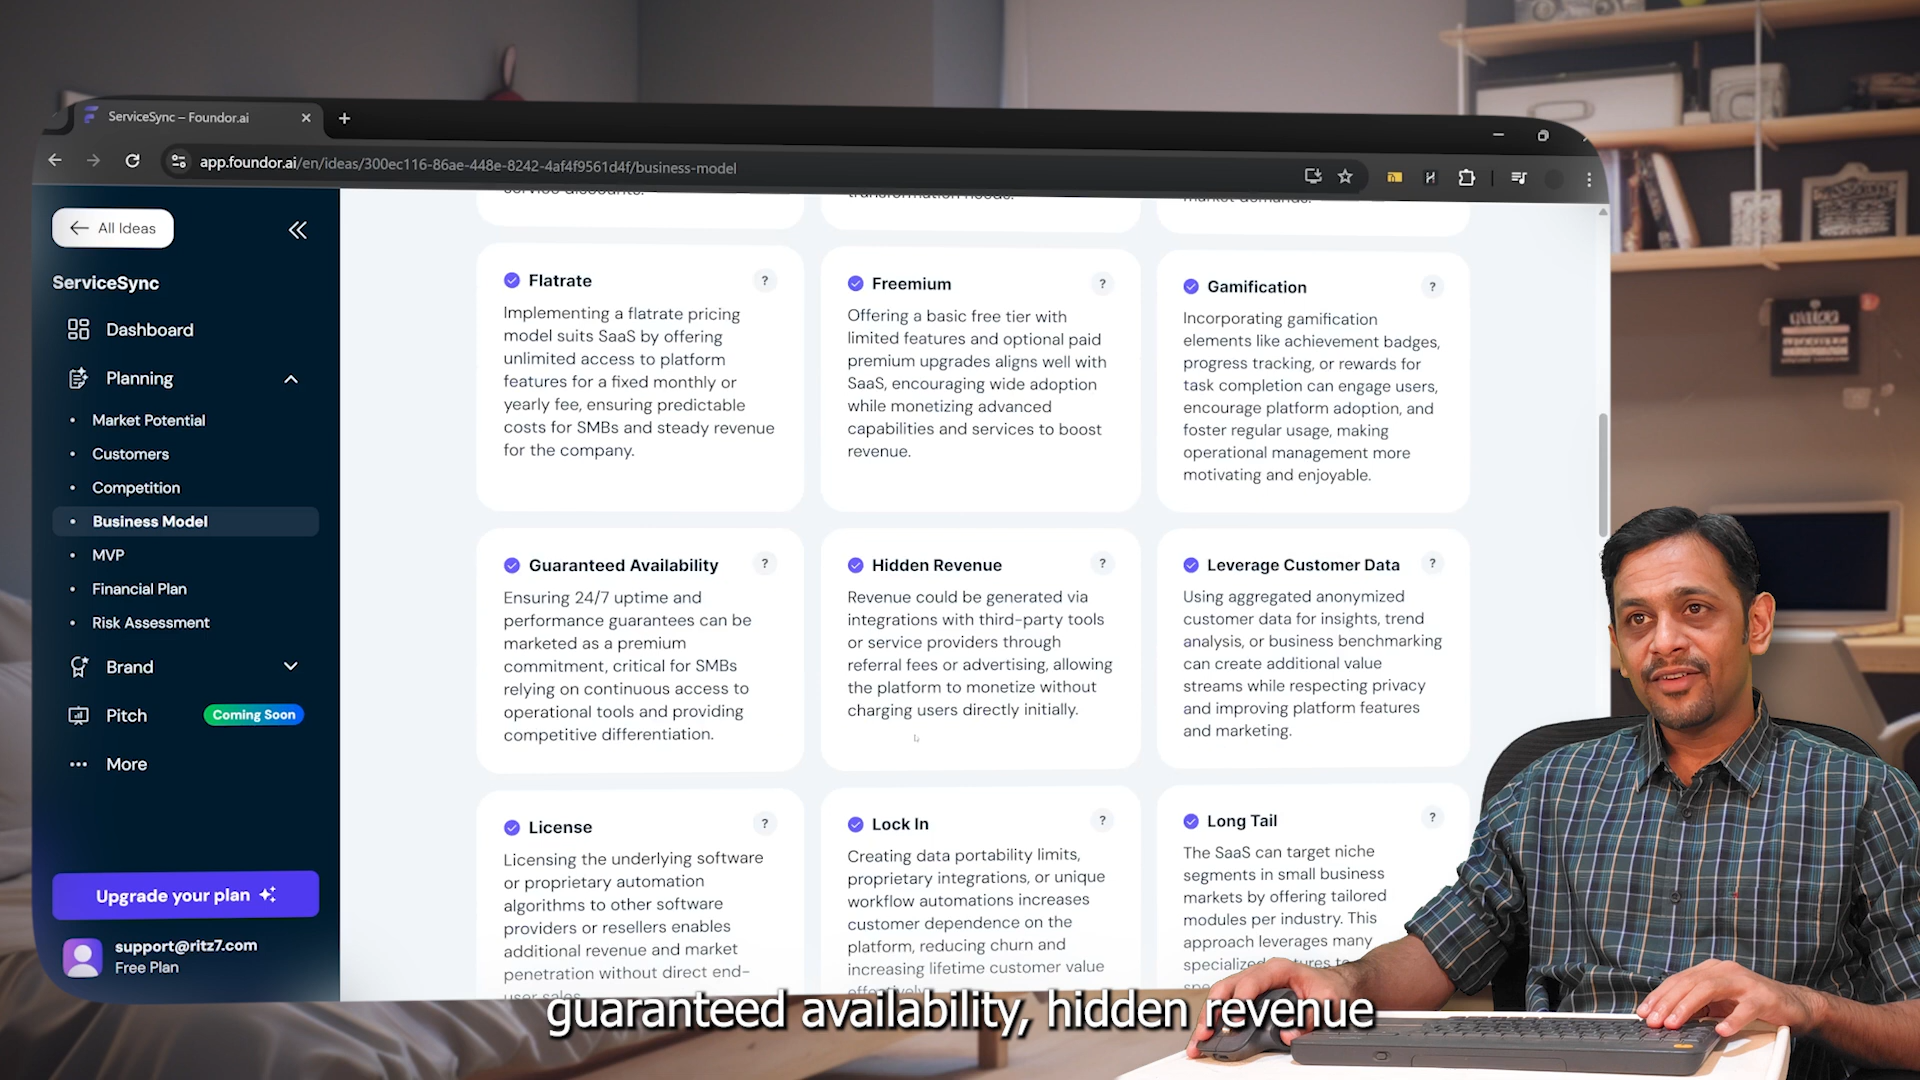 ServiceSync – Foundor.ai
app.foundor.ai/en/ideas/300ec116-86ae-448e-8242-4af4f9561d4f/business-model
All Ideas
ServiceSync
Dashboard
Planning
Market Potential
Customers
Competition
Business Model
MVP
Financial Plan
Risk Assessment
Brand
Pitch
Coming Soon
More
Upgrade your plan
support@ritz7.com
Free Plan
service discounts.
transformation needs.
market demands.
Flatrate
?
Implementing a flatrate pricing
model suits SaaS by offering
unlimited access to platform
features for a fixed monthly or
yearly fee, ensuring predictable
costs for SMBs and steady revenue
for the company.
Freemium
?
Offering a basic free tier with
limited features and optional paid
premium upgrades aligns well with
SaaS, encouraging wide adoption
while monetizing advanced
capabilities and services to boost
revenue.
Gamification
?
Incorporating gamification
elements like achievement badges,
progress tracking, or rewards for
task completion can engage users,
encourage platform adoption, and
foster regular usage, making
operational management more
motivating and enjoyable.
Guaranteed Availability
?
Ensuring 24/7 uptime and
performance guarantees can be
marketed as a premium
commitment, critical for SMBs
relying on continuous access to
operational tools and providing
competitive differentiation.
Hidden Revenue
?
Revenue could be generated via
integrations with third-party tools
or service providers through
referral fees or advertising, allowing
the platform to monetize without
charging users directly initially.
Leverage Customer Data
?
Using aggregated anonymized
customer data for insights, trend
analysis, or business benchmarking
can create additional value
streams while respecting privacy
and improving platform features
and marketing.
License
?
Licensing the underlying software
or proprietary automation
algorithms to other software
providers or resellers enables
additional revenue and market
penetration without direct end-
user sales.
Lock In
?
Creating data portability limits,
proprietary integrations, or unique
workflow automations increases
customer dependence on the
platform, reducing churn and
increasing lifetime customer value
effectively.
Long Tail
?
The SaaS can target niche
segments in small business
markets by offering tailored
modules per industry. This
approach leverages many
specialized
guaranteed availability, hidden revenue